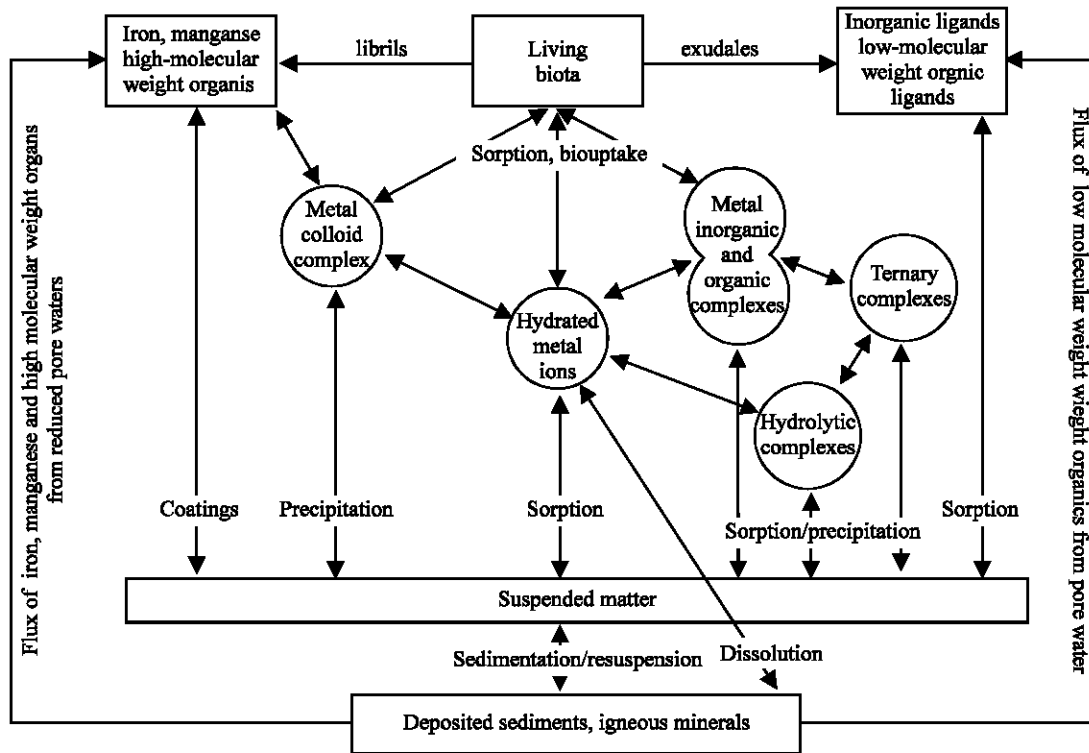 Iron, manganse
high-molecular
weight organis
librils
Living
biota
exudales
Inorganic ligands
low-molecular
weight orgnic
ligands
Sorption, biouptake
Metal
colloid
complex
Metal
inorganic
and
organic
complexes
Ternary
complexes
Hydrated
metal
ions
Hydrolytic
complexes
Coatings
Precipitation
Sorption
Sorption/precipitation
Sorption
Suspended matter
Sedimentation/resuspension
Dissolution
Deposited sediments, igneous minerals
Flux of iron, manganese and high molecular weight organs
from reduced pore waters
Flux of low molecular weight wieght organics from pore water